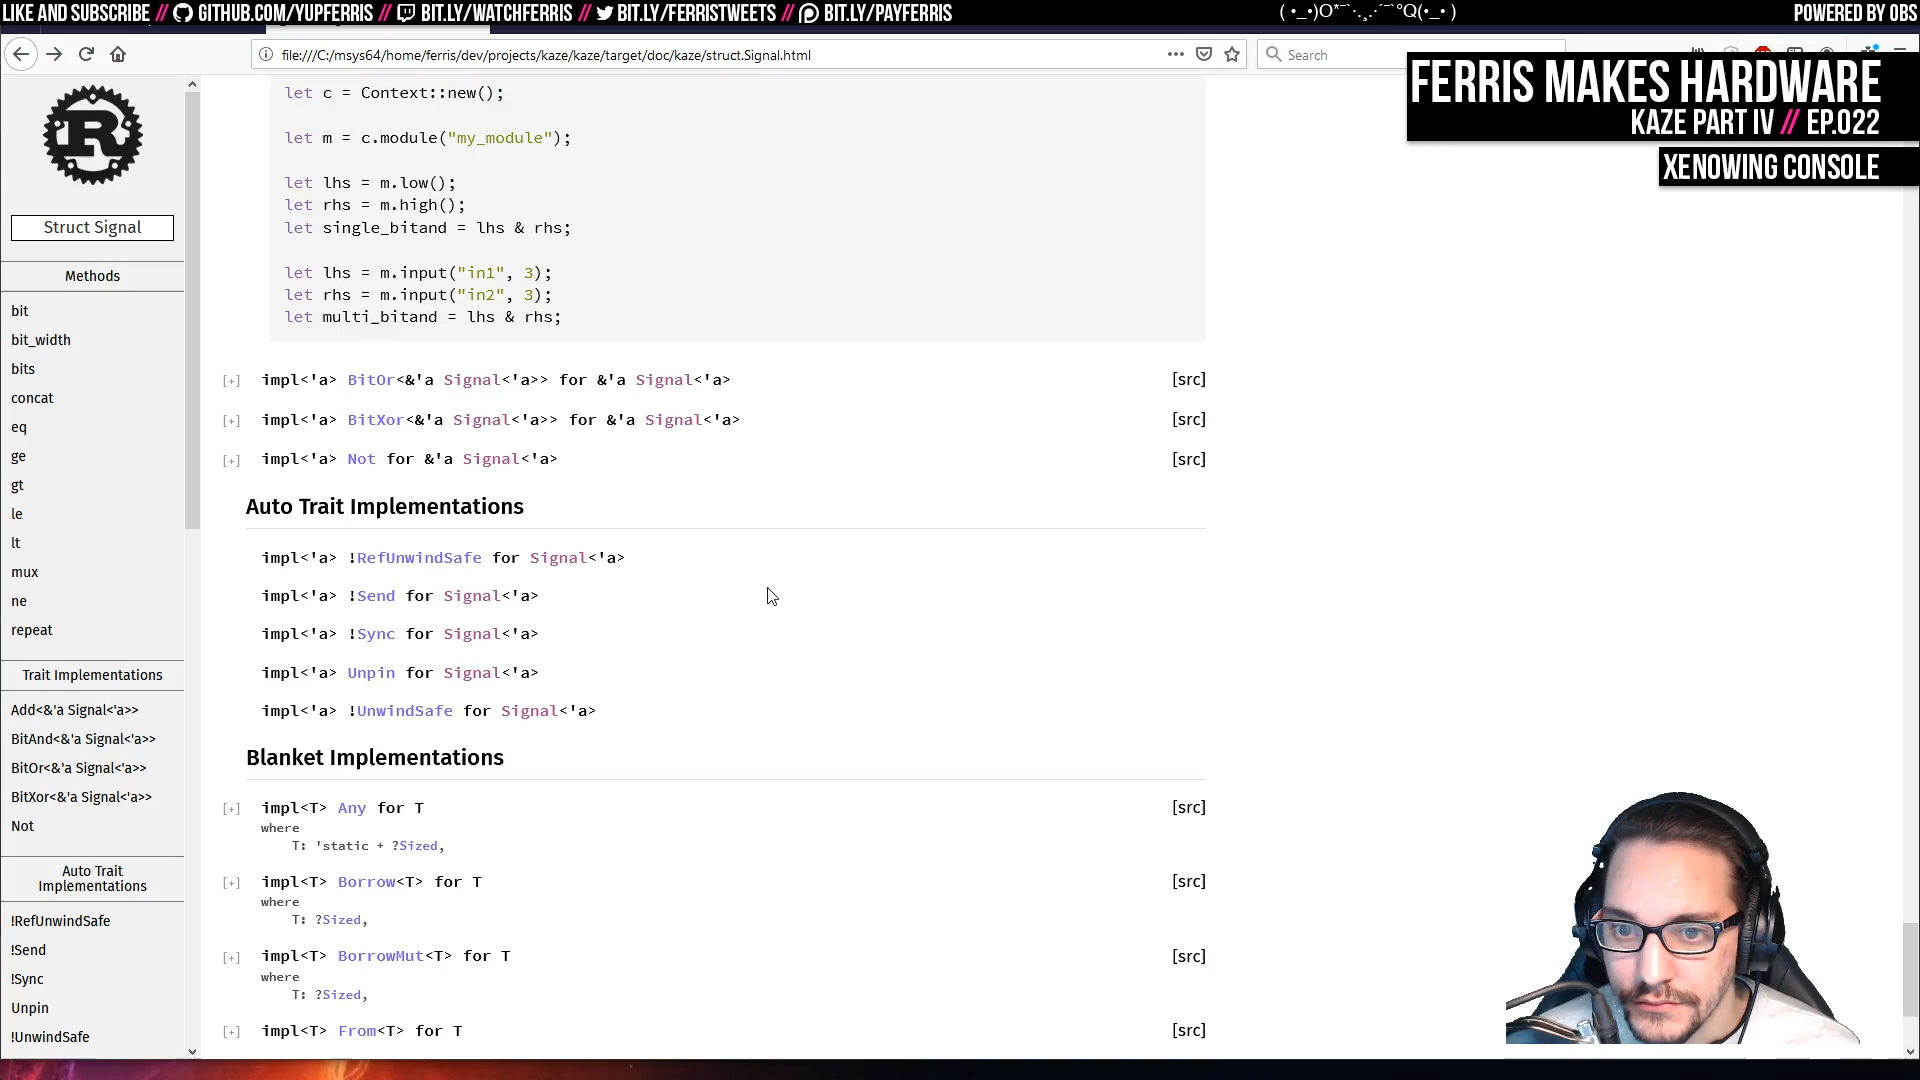 LIKE AND SUBSCRIBE // GITHUB.COM/YUPFERRIS // BIT.LY/WATCHFERRIS // BIT.LY/FERRISTWEETS // BIT.LY/PAYFERRIS
POWERED BY OBS
file:///C:/msys64/home/ferris/dev/projects/kaze/kaze/target/doc/kaze/struct.Signal.html
Search
FERRIS MAKES HARDWARE
KAZE PART IV // EP.022
XENOWING CONSOLE
Struct Signal
Methods
bit
bit_width
bits
concat
eq
ge
gt
le
lt
mux
ne
repeat
Trait Implementations
Add<&'a Signal<'a>>
BitAnd<&'a Signal<'a>>
BitOr<&'a Signal<'a>>
BitXor<&'a Signal<'a>>
Not
Auto Trait
Implementations
!RefUnwindSafe
!Send
!Sync
Unpin
!UnwindSafe
let c = Context::new();
let m = c.module("my_module");
let lhs = m.low();
let rhs = m.high();
let single_bitand = lhs & rhs;
let lhs = m.input("in1", 3);
let rhs = m.input("in2", 3);
let multi_bitand = lhs & rhs;
[+] impl<'a> BitOr<&'a Signal<'a>> for &'a Signal<'a> [src]
[+] impl<'a> BitXor<&'a Signal<'a>> for &'a Signal<'a> [src]
[+] impl<'a> Not for &'a Signal<'a> [src]
Auto Trait Implementations
impl<'a> !RefUnwindSafe for Signal<'a>
impl<'a> !Send for Signal<'a>
impl<'a> !Sync for Signal<'a>
impl<'a> Unpin for Signal<'a>
impl<'a> !UnwindSafe for Signal<'a>
Blanket Implementations
[+] impl<T> Any for T [src]
where
T: 'static + ?Sized,
[+] impl<T> Borrow<T> for T [src]
where
T: ?Sized,
[+] impl<T> BorrowMut<T> for T [src]
where
T: ?Sized,
[+] impl<T> From<T> for T [src]